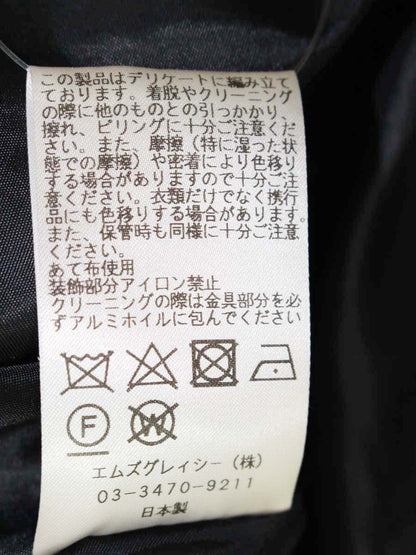 この製品はデリケートに編み立て
ております。着脱やクリーニング
の際に他のものとの引っかかり、
擦れ、ピリングに十分ご注意くだ
さい。また、摩擦（特に湿った状
態での摩擦）や密着により色移り
する場合がありますので十分ご注
意ください。衣類だけでなく携行
品にも色移りする場合があります。
また、保管時も同様に十分ご注意
ください。
あて布使用
装飾部分アイロン禁止
クリーニングの際は金具部分を必
ずアルミホイルに包んでください
F
W
エムズグレイシー（株）
03-3470-9211
日本製